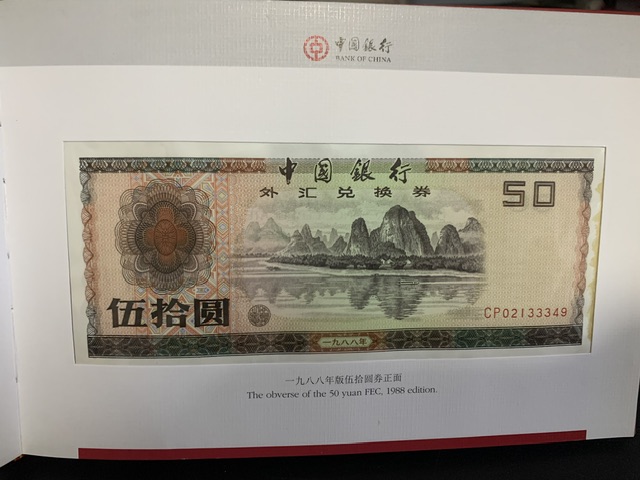 中国銀行
BANK OF CHINA
中国銀行
外汇兑换券
50
伍拾圆
CP02133349
一九八八年
一九八八年版伍拾圆券正面
The obverse of the 50 yuan FEC, 1988 edition.